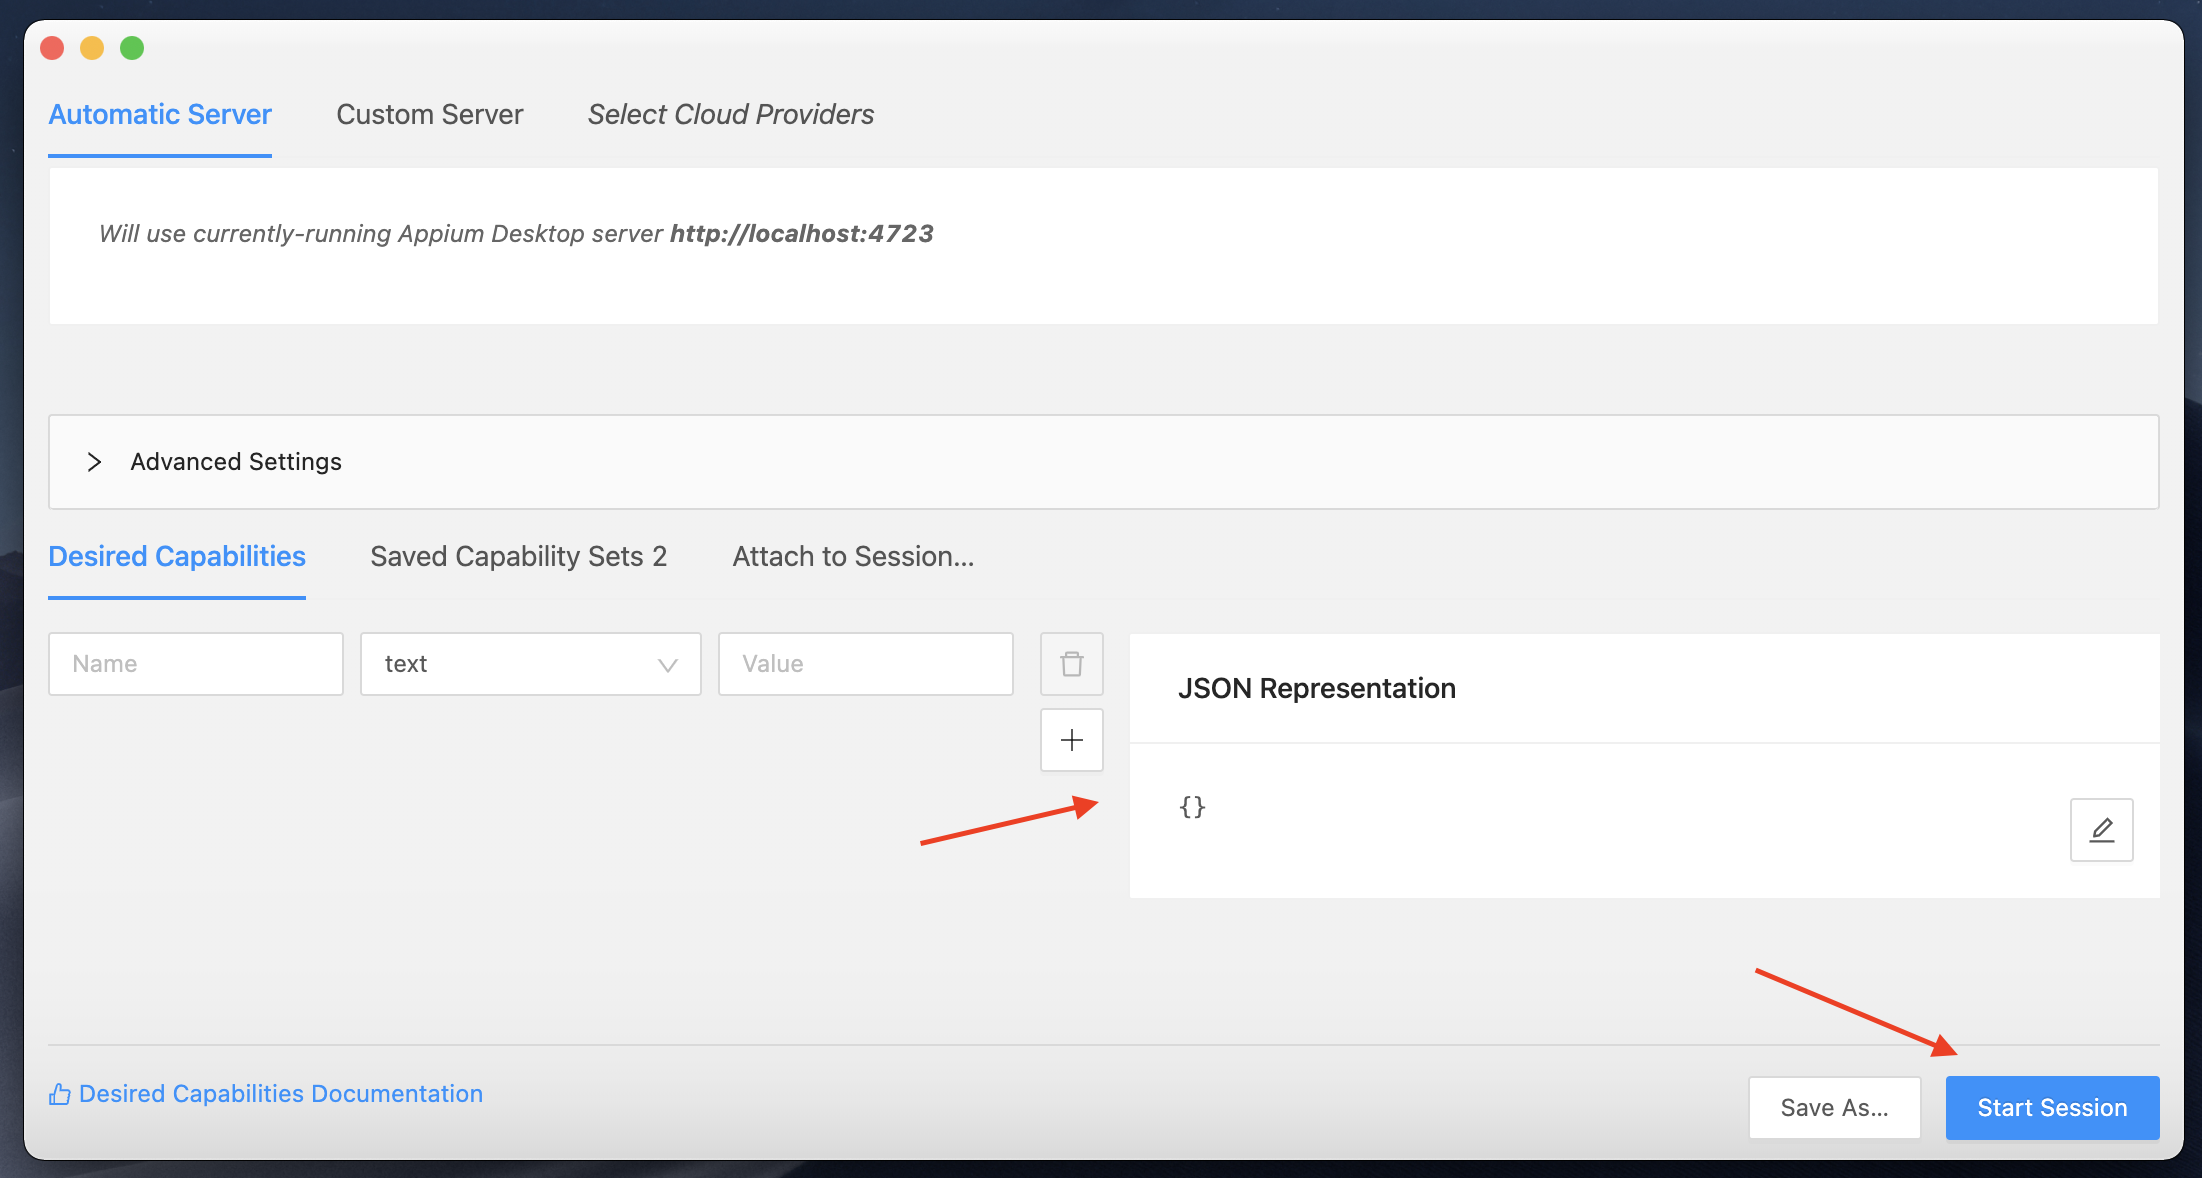 Automatic Server
Custom Server
Select Cloud Providers
Will use currently-running Appium Desktop server http://localhost:4723
Advanced Settings
Desired Capabilities
Saved Capability Sets 2
Attach to Session...
Name
text
Value
JSON Representation
{}
Desired Capabilities Documentation
Save As...
Start Session